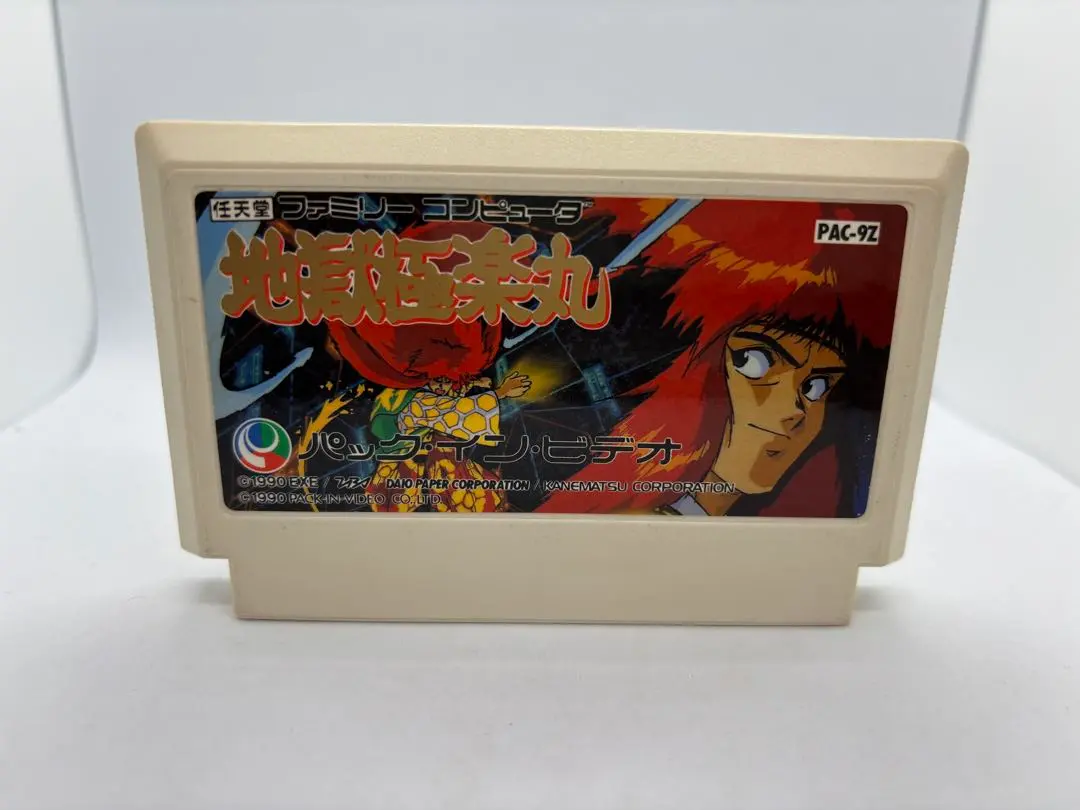 任天堂 ファミリー コンピュータ™
PAC-9Z
地獄極楽丸
パック・イン・ビデオ
©1990 EXE / DAIO PAPER CORPORATION / KANEMATSU CORPORATION
©1990 PACK-IN-VIDEO CO., LTD.